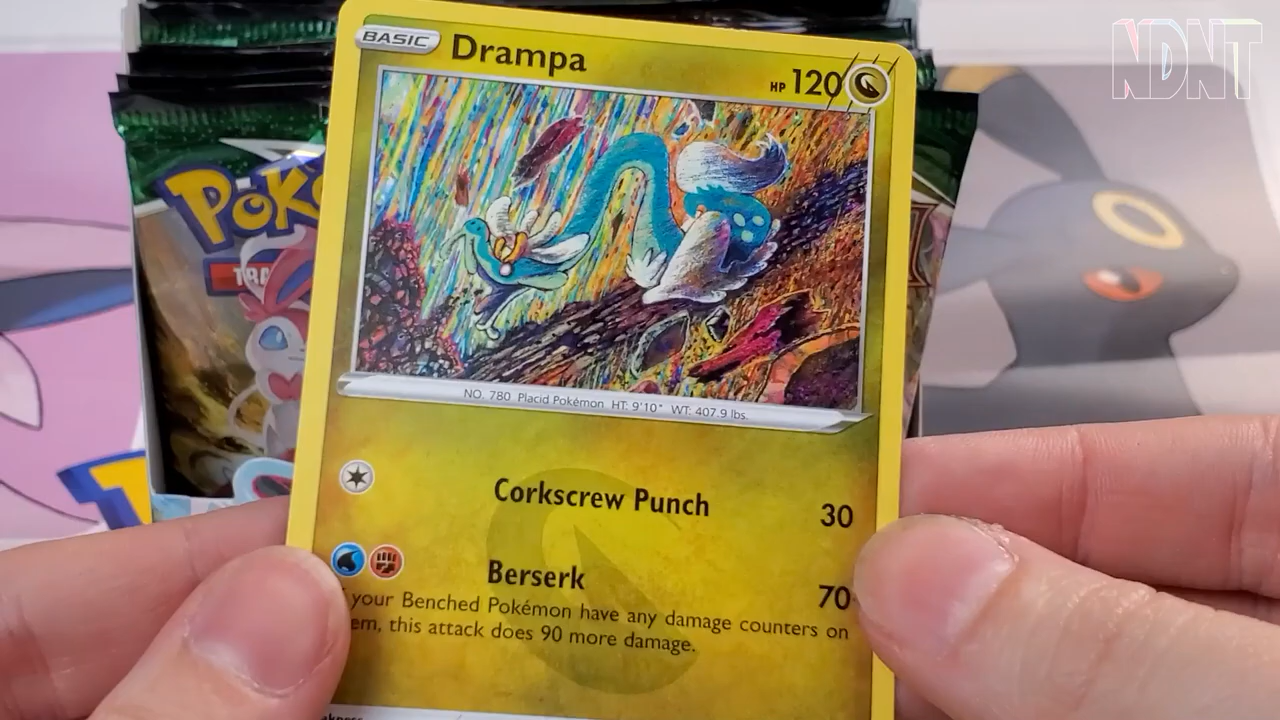 NDNT
BASIC Drampa HP 120
POK
TRA
NO. 780 Placid Pokémon HT: 9'10" WT: 407.9 lbs.
Corkscrew Punch 30
Berserk 70
your Benched Pokémon have any damage counters on
em, this attack does 90 more damage.